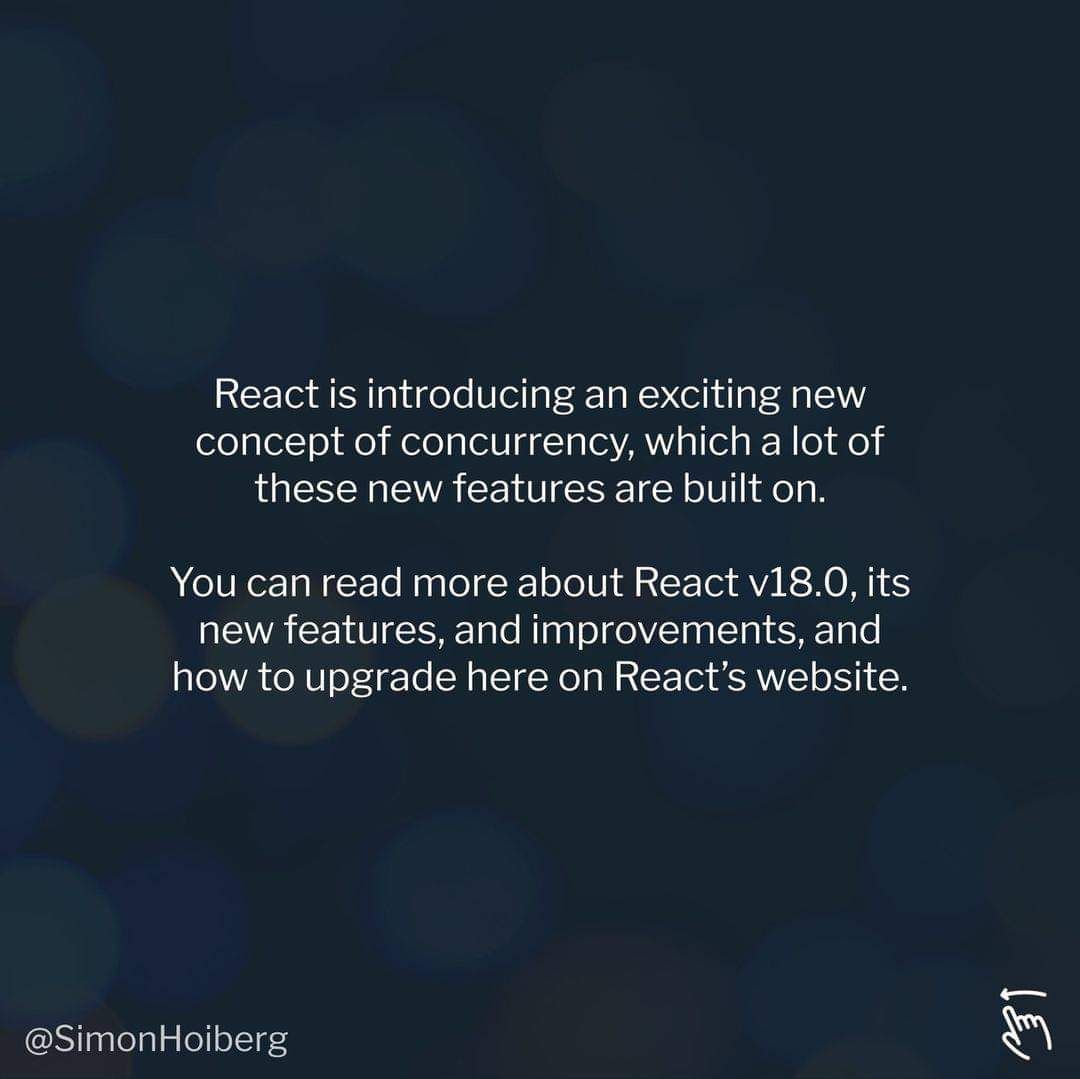 React is introducing an exciting new
concept of concurrency, which a lot of
these new features are built on.
You can read more about React v18.0, its
new features, and improvements, and
how to upgrade here on React’s website.
@SimonHoiberg